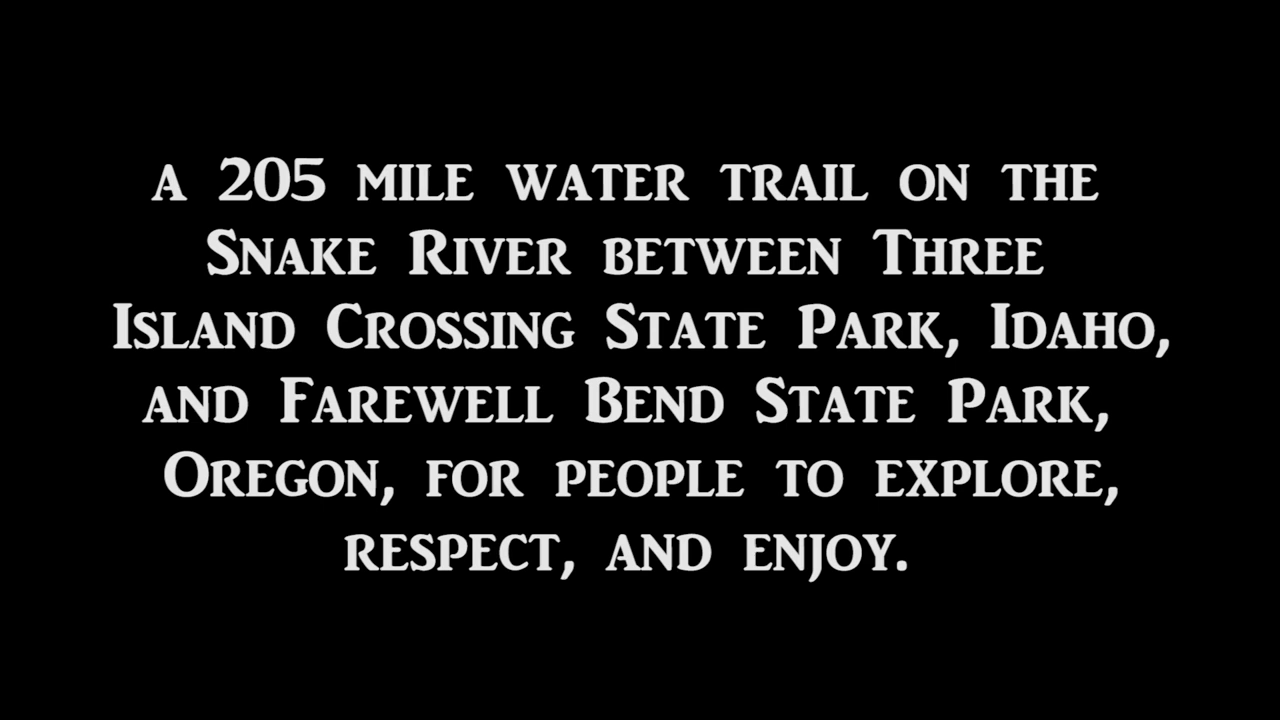 a 205 mile water trail on the
Snake River between Three
Island Crossing State Park, Idaho,
and Farewell Bend State Park,
Oregon, for people to explore,
respect, and enjoy.